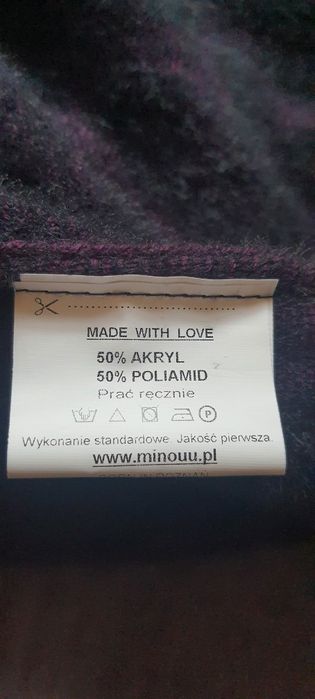 MADE WITH LOVE
50% AKRYL
50% POLIAMID
Prać ręcznie
P
Wykonanie standardowe. Jakość pierwsza.
www.minouu.pl